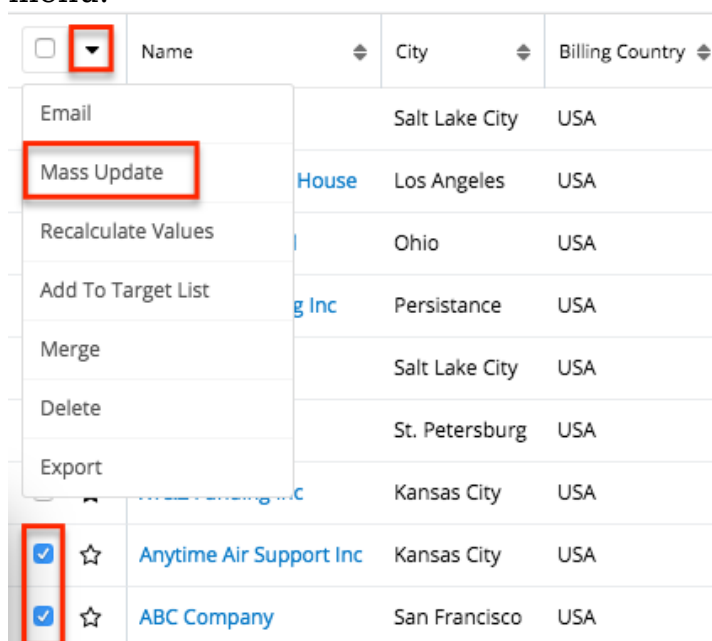 menu.
Name City Billing Country
Email Salt Lake City USA
Mass Update House Los Angeles USA
Recalculate Values Ohio USA
Add To Target List g Inc Persistance USA
Merge Salt Lake City USA
Delete St. Petersburg USA
Export Inc Kansas City USA
Anytime Air Support Inc Kansas City USA
ABC Company San Francisco USA